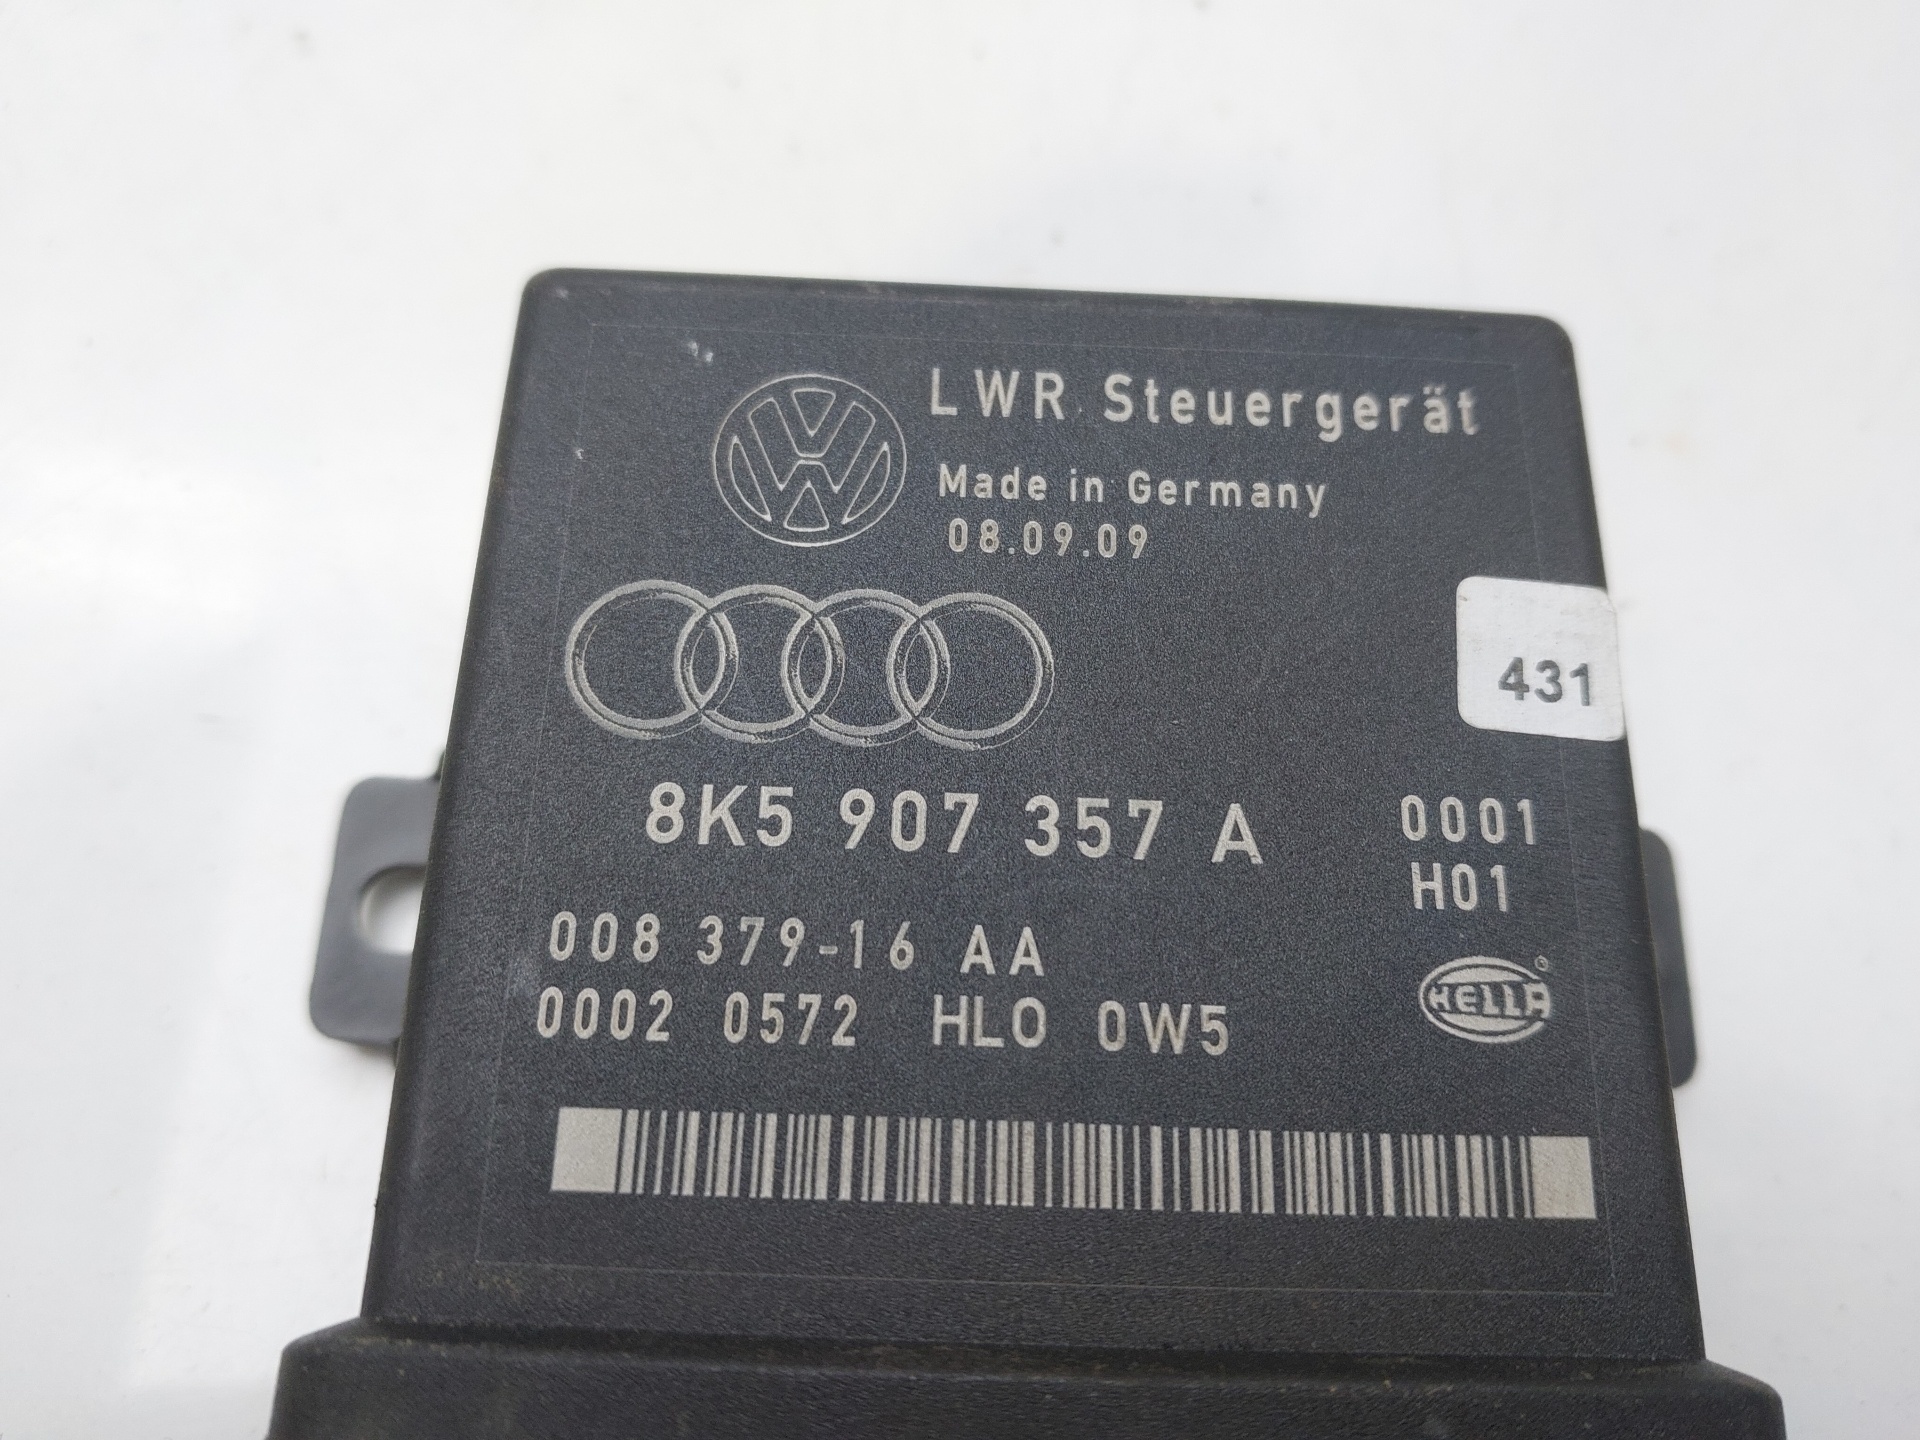 LWR Steuergerät
Made in Germany
08.09.09
431
8K5 907 357 A 0001
H01
008 379-16 AA
0002 0572 HLO 0W5
HELLA